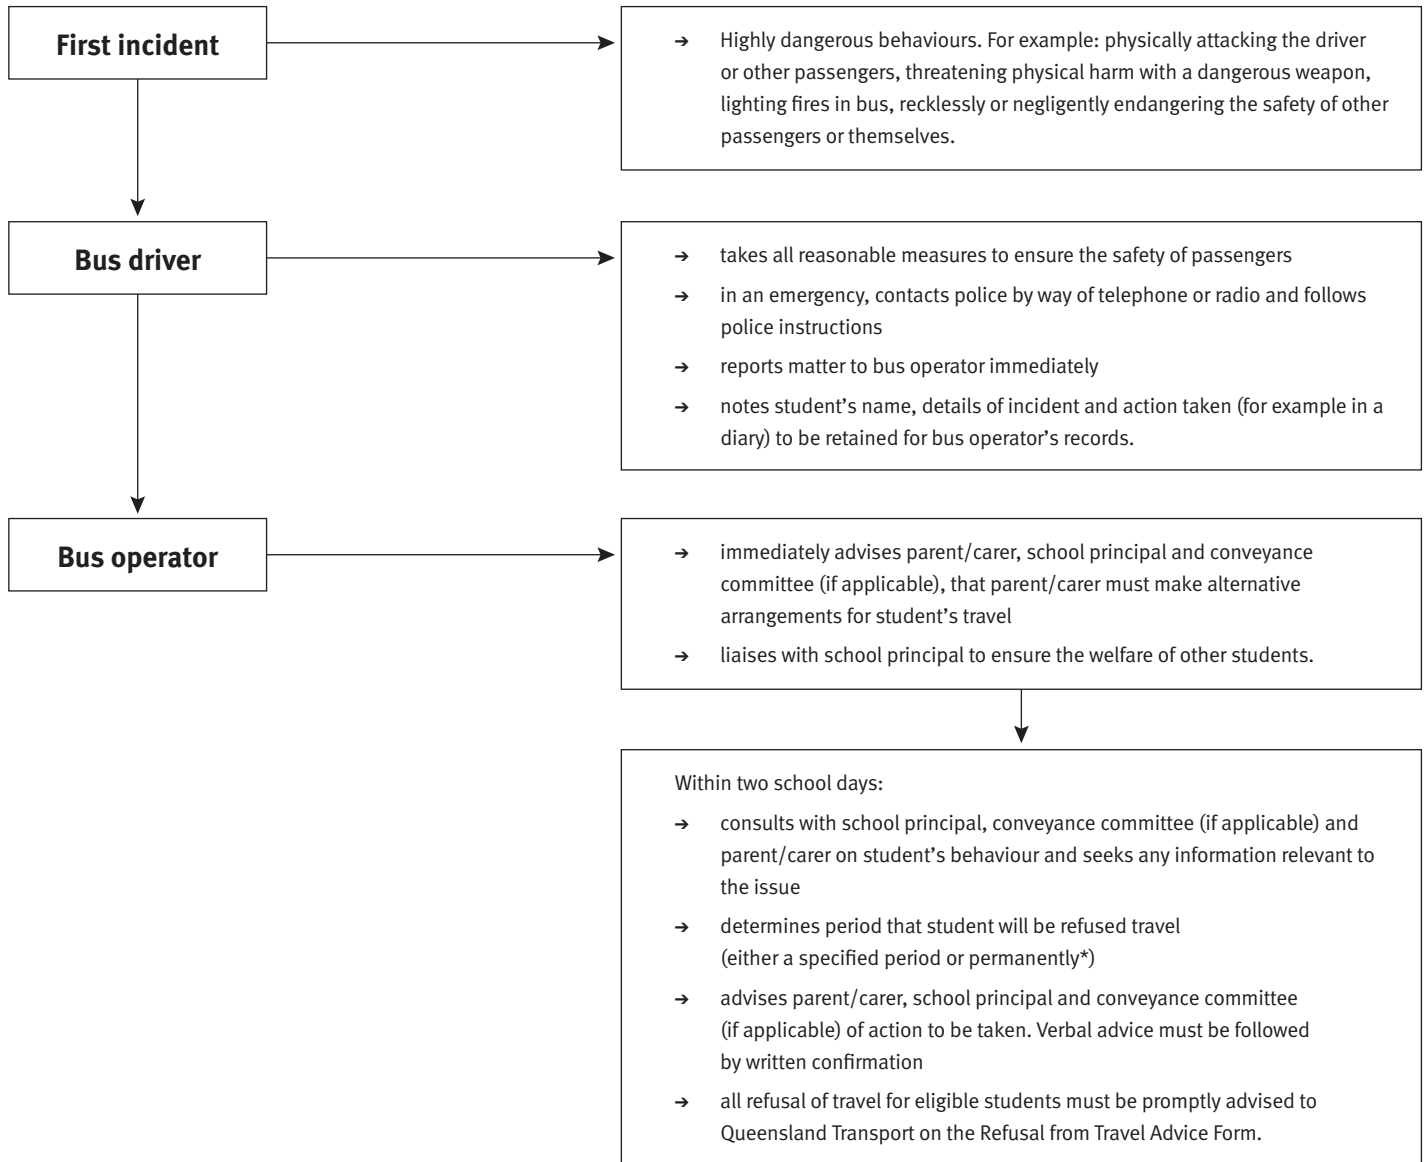 First incident
→ Highly dangerous behaviours. For example: physically attacking the driver
or other passengers, threatening physical harm with a dangerous weapon,
lighting fires in bus, recklessly or negligently endangering the safety of other
passengers or themselves.
Bus driver
→ takes all reasonable measures to ensure the safety of passengers
→ in an emergency, contacts police by way of telephone or radio and follows
police instructions
→ reports matter to bus operator immediately
→ notes student’s name, details of incident and action taken (for example in a
diary) to be retained for bus operator’s records.
Bus operator
→ immediately advises parent/carer, school principal and conveyance
committee (if applicable), that parent/carer must make alternative
arrangements for student’s travel
→ liaises with school principal to ensure the welfare of other students.
Within two school days:
→ consults with school principal, conveyance committee (if applicable) and
parent/carer on student’s behaviour and seeks any information relevant to
the issue
→ determines period that student will be refused travel
(either a specified period or permanently*)
→ advises parent/carer, school principal and conveyance committee
(if applicable) of action to be taken. Verbal advice must be followed
by written confirmation
→ all refusal of travel for eligible students must be promptly advised to
Queensland Transport on the Refusal from Travel Advice Form.